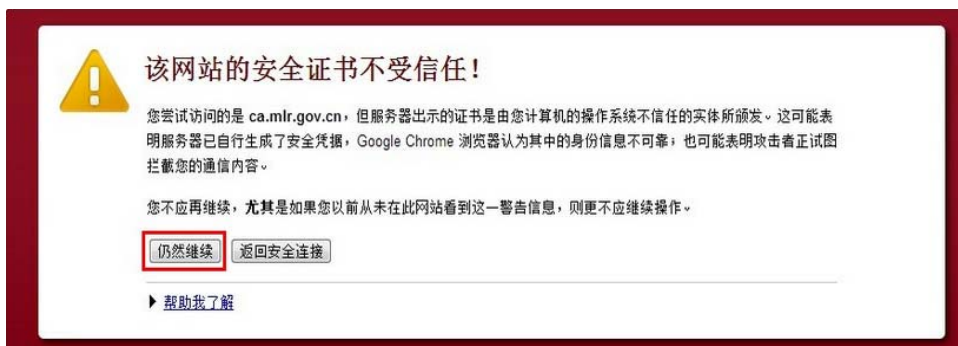 该网站的安全证书不受信任！
您尝试访问的是 ca.mlr.gov.cn，但服务器出示的证书是由您计算机的操作系统不信任的实体所颁发。这可能表
明服务器已自行生成了安全凭据，Google Chrome 浏览器认为其中的身份信息不可靠；也可能表明攻击者正试图
拦截您的通信内容。
您不应再继续，尤其是如果您以前从未在此网站看到这一警告信息，则更不应继续操作。
仍然继续 返回安全连接
帮助我了解